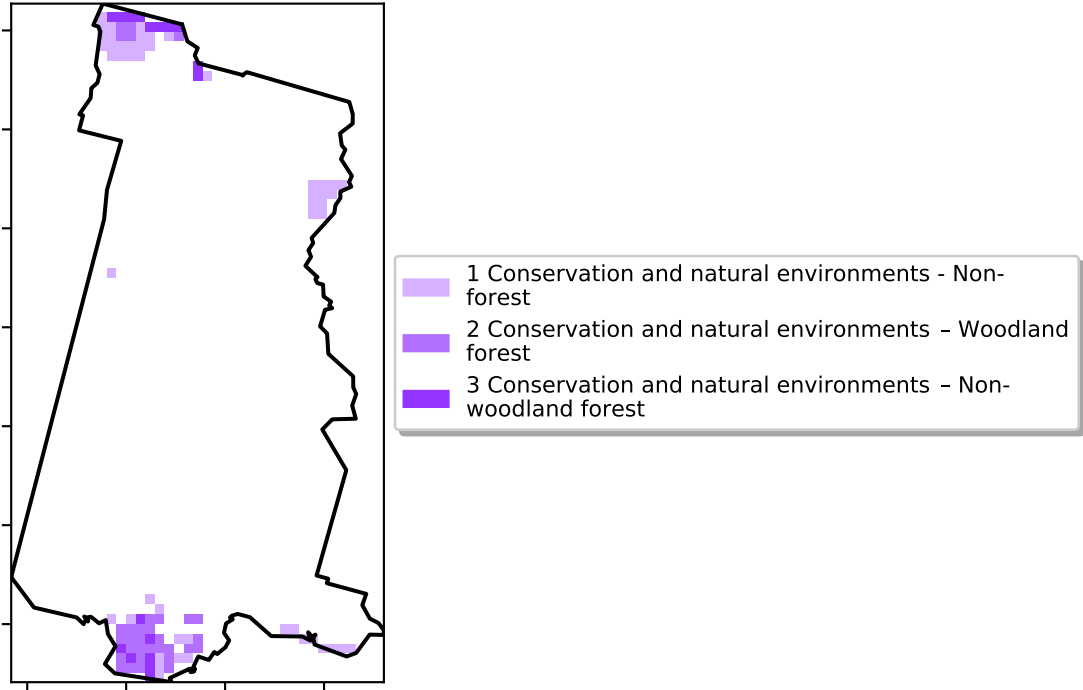 1 Conservation and natural environments - Non-
forest
2 Conservation and natural environments – Woodland
forest
3 Conservation and natural environments – Non-
woodland forest